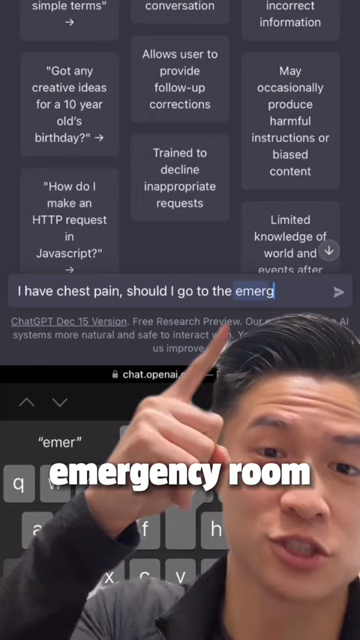 simple terms" →
conversation
incorrect
information
"Got any
creative ideas
for a 10 year
old's
birthday?" →
Allows user to
provide
follow-up
corrections
May
occasionally
produce
harmful
instructions or
biased
content
"How do I
make an
HTTP request
in
Javascript?"
→
Trained to
decline
inappropriate
requests
Limited
knowledge of
world and
events after
I have chest pain, should I go to the emerg
ChatGPT Dec 15 Version. Free Research Preview. Our
AI
systems more natural and safe to interact
us improve.
chat.openai.
"emer"
q
a
f
h
x
c
b
n
m
emergency room